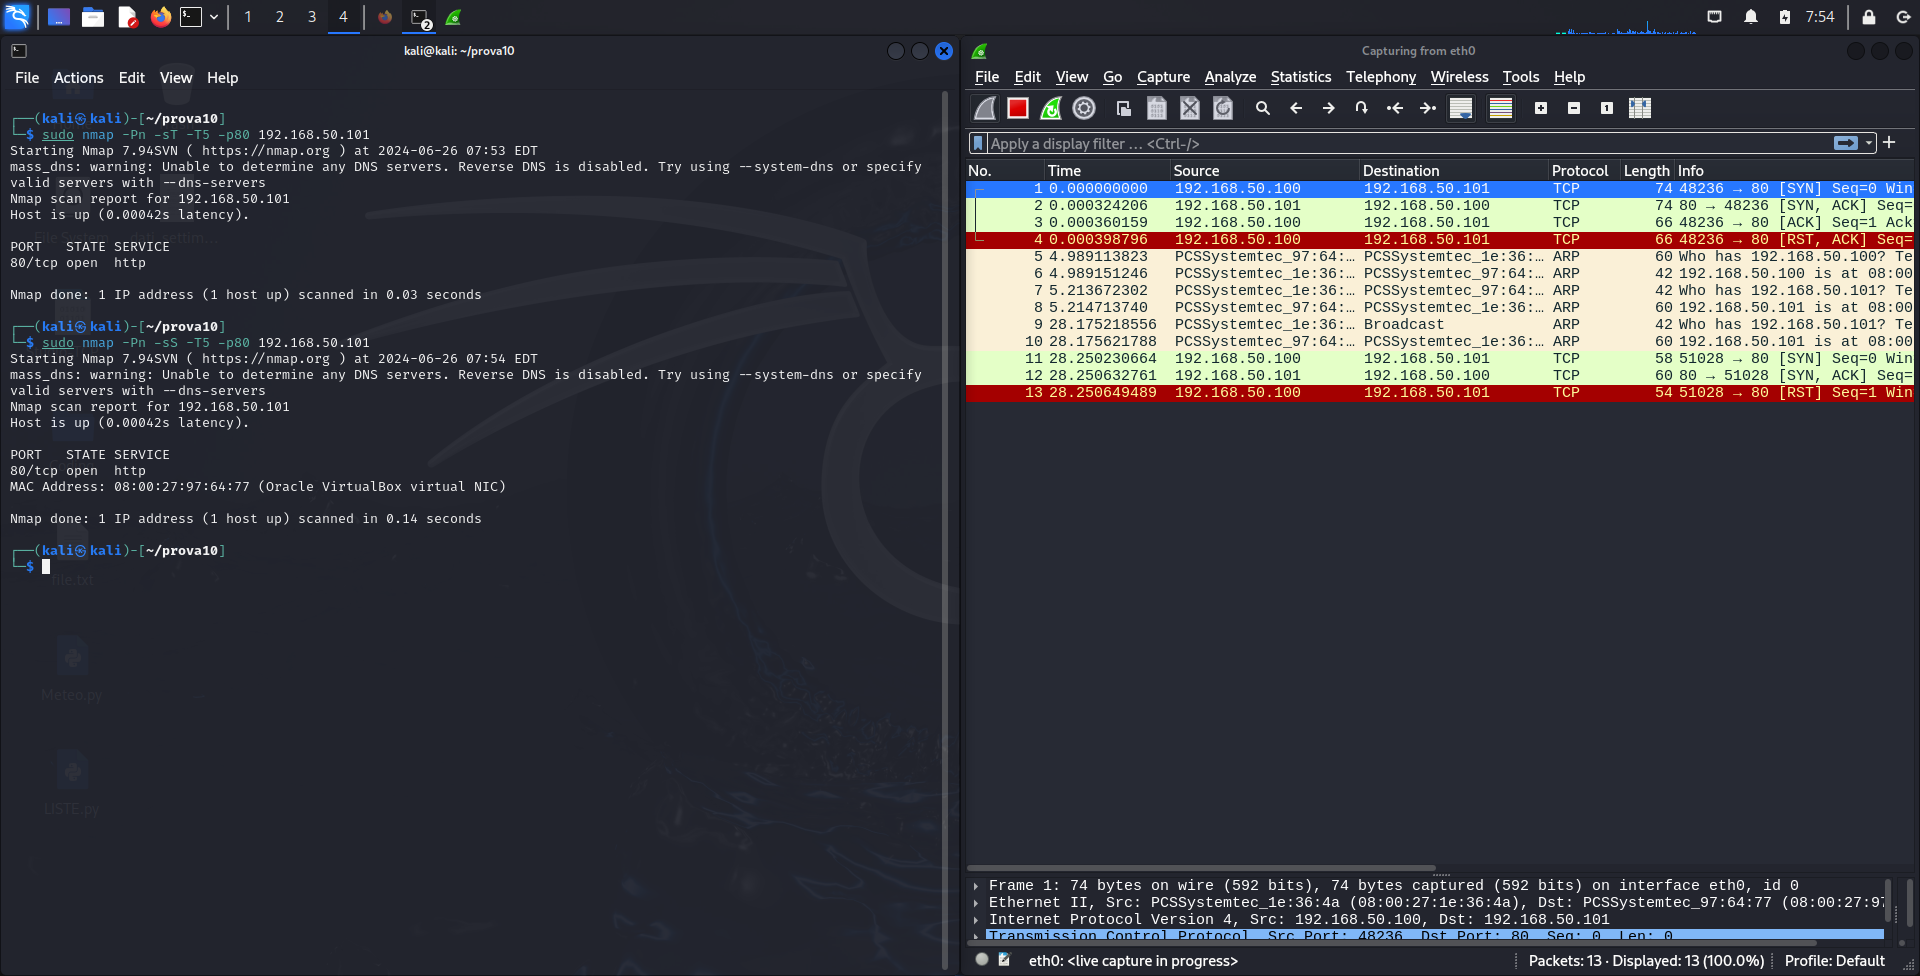 1 2 3 4 2 7:54
kali@kali: ~/prova10
File Actions Edit View Help
┌──(kali㉿kali)-[~/prova10]
└─$ sudo nmap -Pn -sT -T5 -p80 192.168.50.101
Starting Nmap 7.94SVN ( https://nmap.org ) at 2024-06-26 07:53 EDT
mass_dns: warning: Unable to determine any DNS servers. Reverse DNS is disabled. Try using --system-dns or specify
valid servers with --dns-servers
Nmap scan report for 192.168.50.101
Host is up (0.00042s latency).
PORT   STATE SERVICE
80/tcp open  http
Nmap done: 1 IP address (1 host up) scanned in 0.03 seconds
┌──(kali㉿kali)-[~/prova10]
└─$ sudo nmap -Pn -sS -T5 -p80 192.168.50.101
Starting Nmap 7.94SVN ( https://nmap.org ) at 2024-06-26 07:54 EDT
mass_dns: warning: Unable to determine any DNS servers. Reverse DNS is disabled. Try using --system-dns or specify
valid servers with --dns-servers
Nmap scan report for 192.168.50.101
Host is up (0.00042s latency).
PORT   STATE SERVICE
80/tcp open  http
MAC Address: 08:00:27:97:64:77 (Oracle VirtualBox virtual NIC)
Nmap done: 1 IP address (1 host up) scanned in 0.14 seconds
┌──(kali㉿kali)-[~/prova10]
└─$
File System
file.txt
Meteo.py
LISTE.py
Capturing from eth0
File Edit View Go Capture Analyze Statistics Telephony Wireless Tools Help
Apply a display filter … <Ctrl-/>
No. Time Source Destination Protocol Length Info
1 0.000000000 192.168.50.100 192.168.50.101 TCP 74 48236 → 80 [SYN] Seq=0 Win
2 0.000324206 192.168.50.101 192.168.50.100 TCP 74 80 → 48236 [SYN, ACK] Seq=
3 0.000360159 192.168.50.100 192.168.50.101 TCP 66 48236 → 80 [ACK] Seq=1 Ack
4 0.000398796 192.168.50.100 192.168.50.101 TCP 66 48236 → 80 [RST, ACK] Seq=
5 4.989113823 PCSSystemtec_97:64:… PCSSystemtec_1e:36:… ARP 60 Who has 192.168.50.100? Te
6 4.989151246 PCSSystemtec_1e:36:… PCSSystemtec_97:64:… ARP 42 192.168.50.100 is at 08:00
7 5.213672302 PCSSystemtec_1e:36:… PCSSystemtec_97:64:… ARP 42 Who has 192.168.50.101? Te
8 5.214713740 PCSSystemtec_97:64:… PCSSystemtec_1e:36:… ARP 60 192.168.50.101 is at 08:00
9 28.175218556 PCSSystemtec_1e:36:… Broadcast ARP 42 Who has 192.168.50.101? Te
10 28.175621788 PCSSystemtec_97:64:… PCSSystemtec_1e:36:… ARP 60 192.168.50.101 is at 08:00
11 28.250230664 192.168.50.100 192.168.50.101 TCP 58 51028 → 80 [SYN] Seq=0 Win
12 28.250632761 192.168.50.101 192.168.50.100 TCP 60 80 → 51028 [SYN, ACK] Seq=
13 28.250649489 192.168.50.100 192.168.50.101 TCP 54 51028 → 80 [RST] Seq=1 Win
Frame 1: 74 bytes on wire (592 bits), 74 bytes captured (592 bits) on interface eth0, id 0
Ethernet II, Src: PCSSystemtec_1e:36:4a (08:00:27:1e:36:4a), Dst: PCSSystemtec_97:64:77 (08:00:27:97
Internet Protocol Version 4, Src: 192.168.50.100, Dst: 192.168.50.101
Transmission Control Protocol, Src Port: 48236, Dst Port: 80, Seq: 0, Len: 0
eth0: <live capture in progress> Packets: 13 · Displayed: 13 (100.0%) Profile: Default